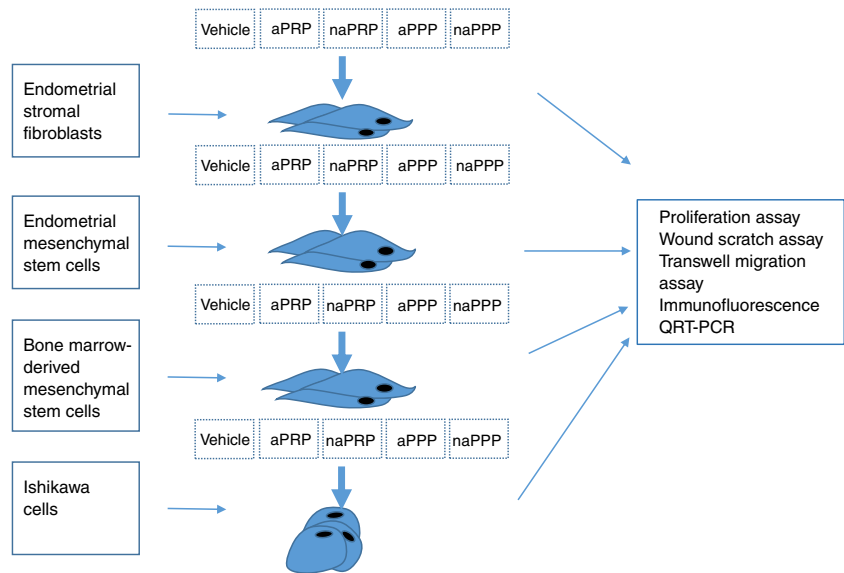 Vehicle aPRP naPRP aPPP naPPP
Endometrial
stromal
fibroblasts
Vehicle aPRP naPRP aPPP naPPP
Endometrial
mesenchymal
stem cells
Vehicle aPRP naPRP aPPP naPPP
Bone marrow-
derived
mesenchymal
stem cells
Vehicle aPRP naPRP aPPP naPPP
Ishikawa
cells
Proliferation assay
Wound scratch assay
Transwell migration
assay
Immunofluorescence
QRT-PCR